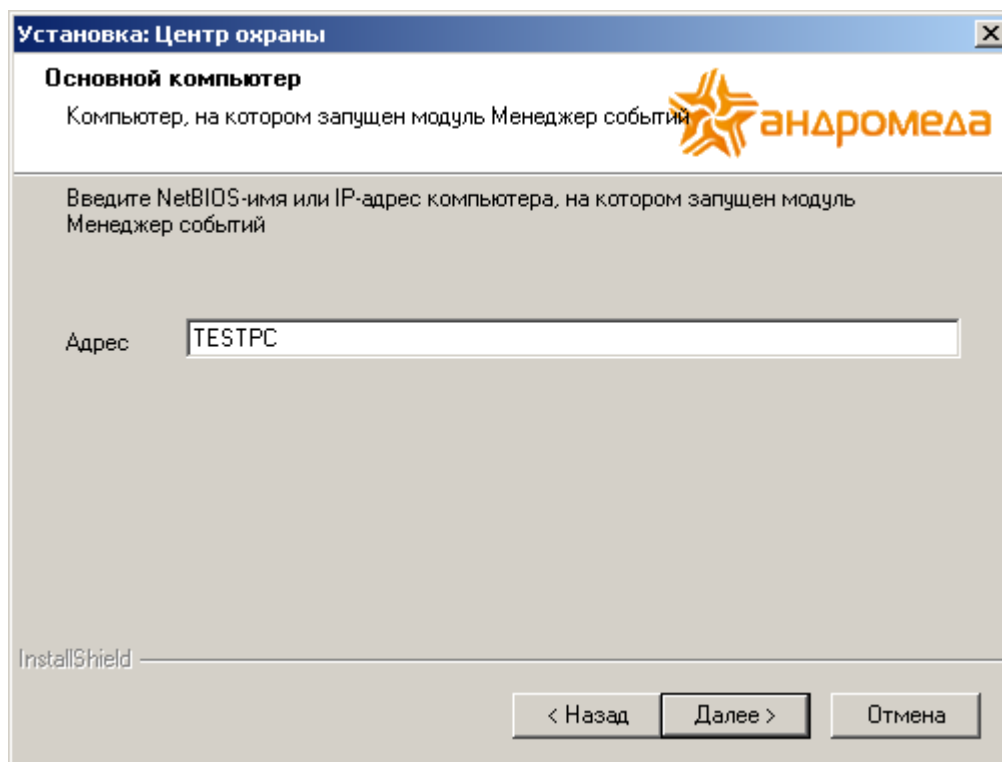 Установка: Центр охраны
Основной компьютер
Компьютер, на котором запущен модуль Менеджер событий
андромеда
Введите NetBIOS-имя или IP-адрес компьютера, на котором запущен модуль
Менеджер событий
Адрес
TESTPC
InstallShield
< Назад
Далее >
Отмена